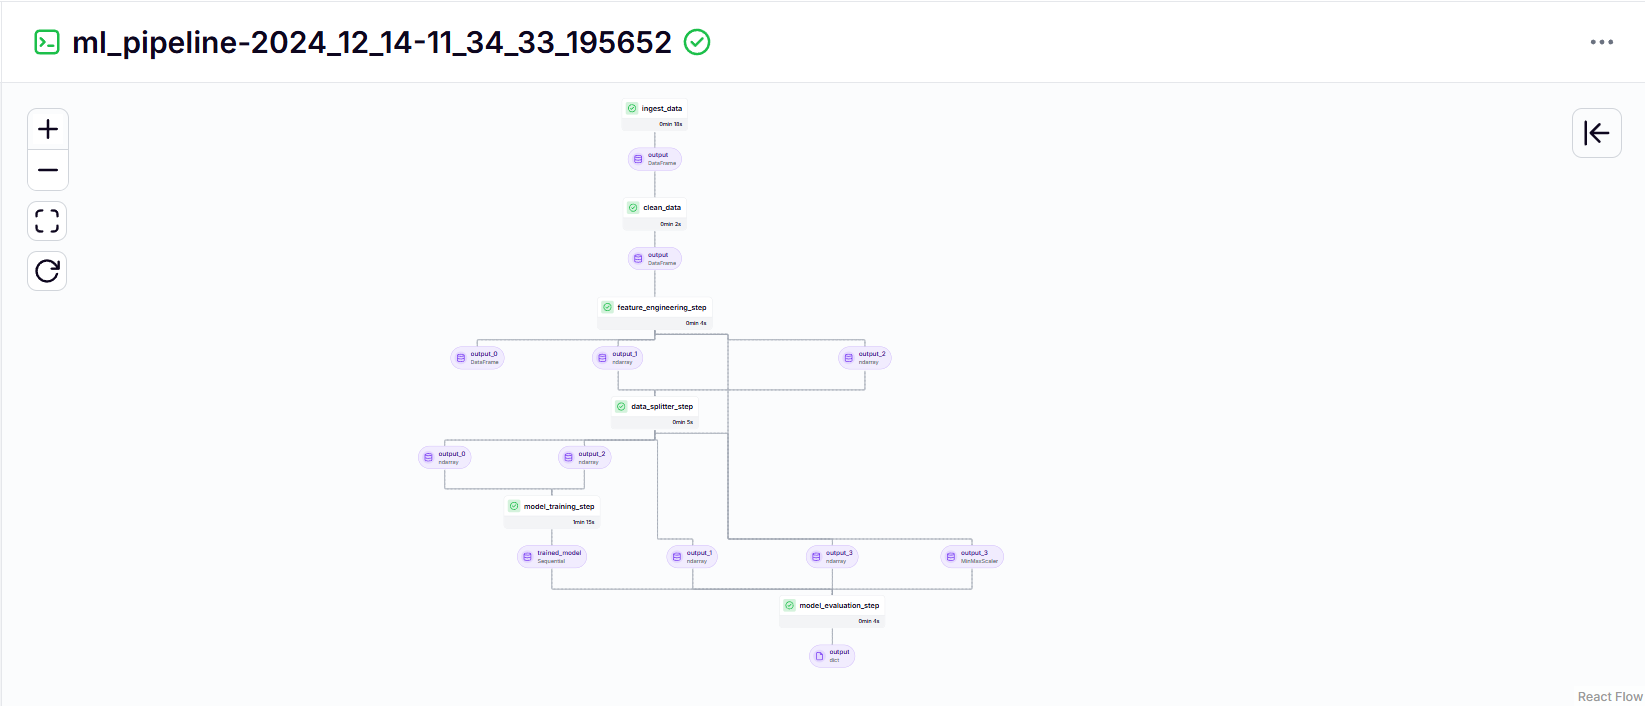 ml_pipeline-2024_12_14-11_34_33_195652
ingest_data
0min 18s
output
DataFrame
clean_data
0min 2s
output
DataFrame
feature_engineering_step
0min 4s
output_0
DataFrame
output_1
ndarray
output_2
ndarray
data_splitter_step
0min 5s
output_0
ndarray
output_2
ndarray
model_training_step
1min 15s
trained_model
Sequential
output_1
ndarray
output_3
ndarray
output_3
MinMaxScaler
model_evaluation_step
0min 4s
output
dict
React Flow